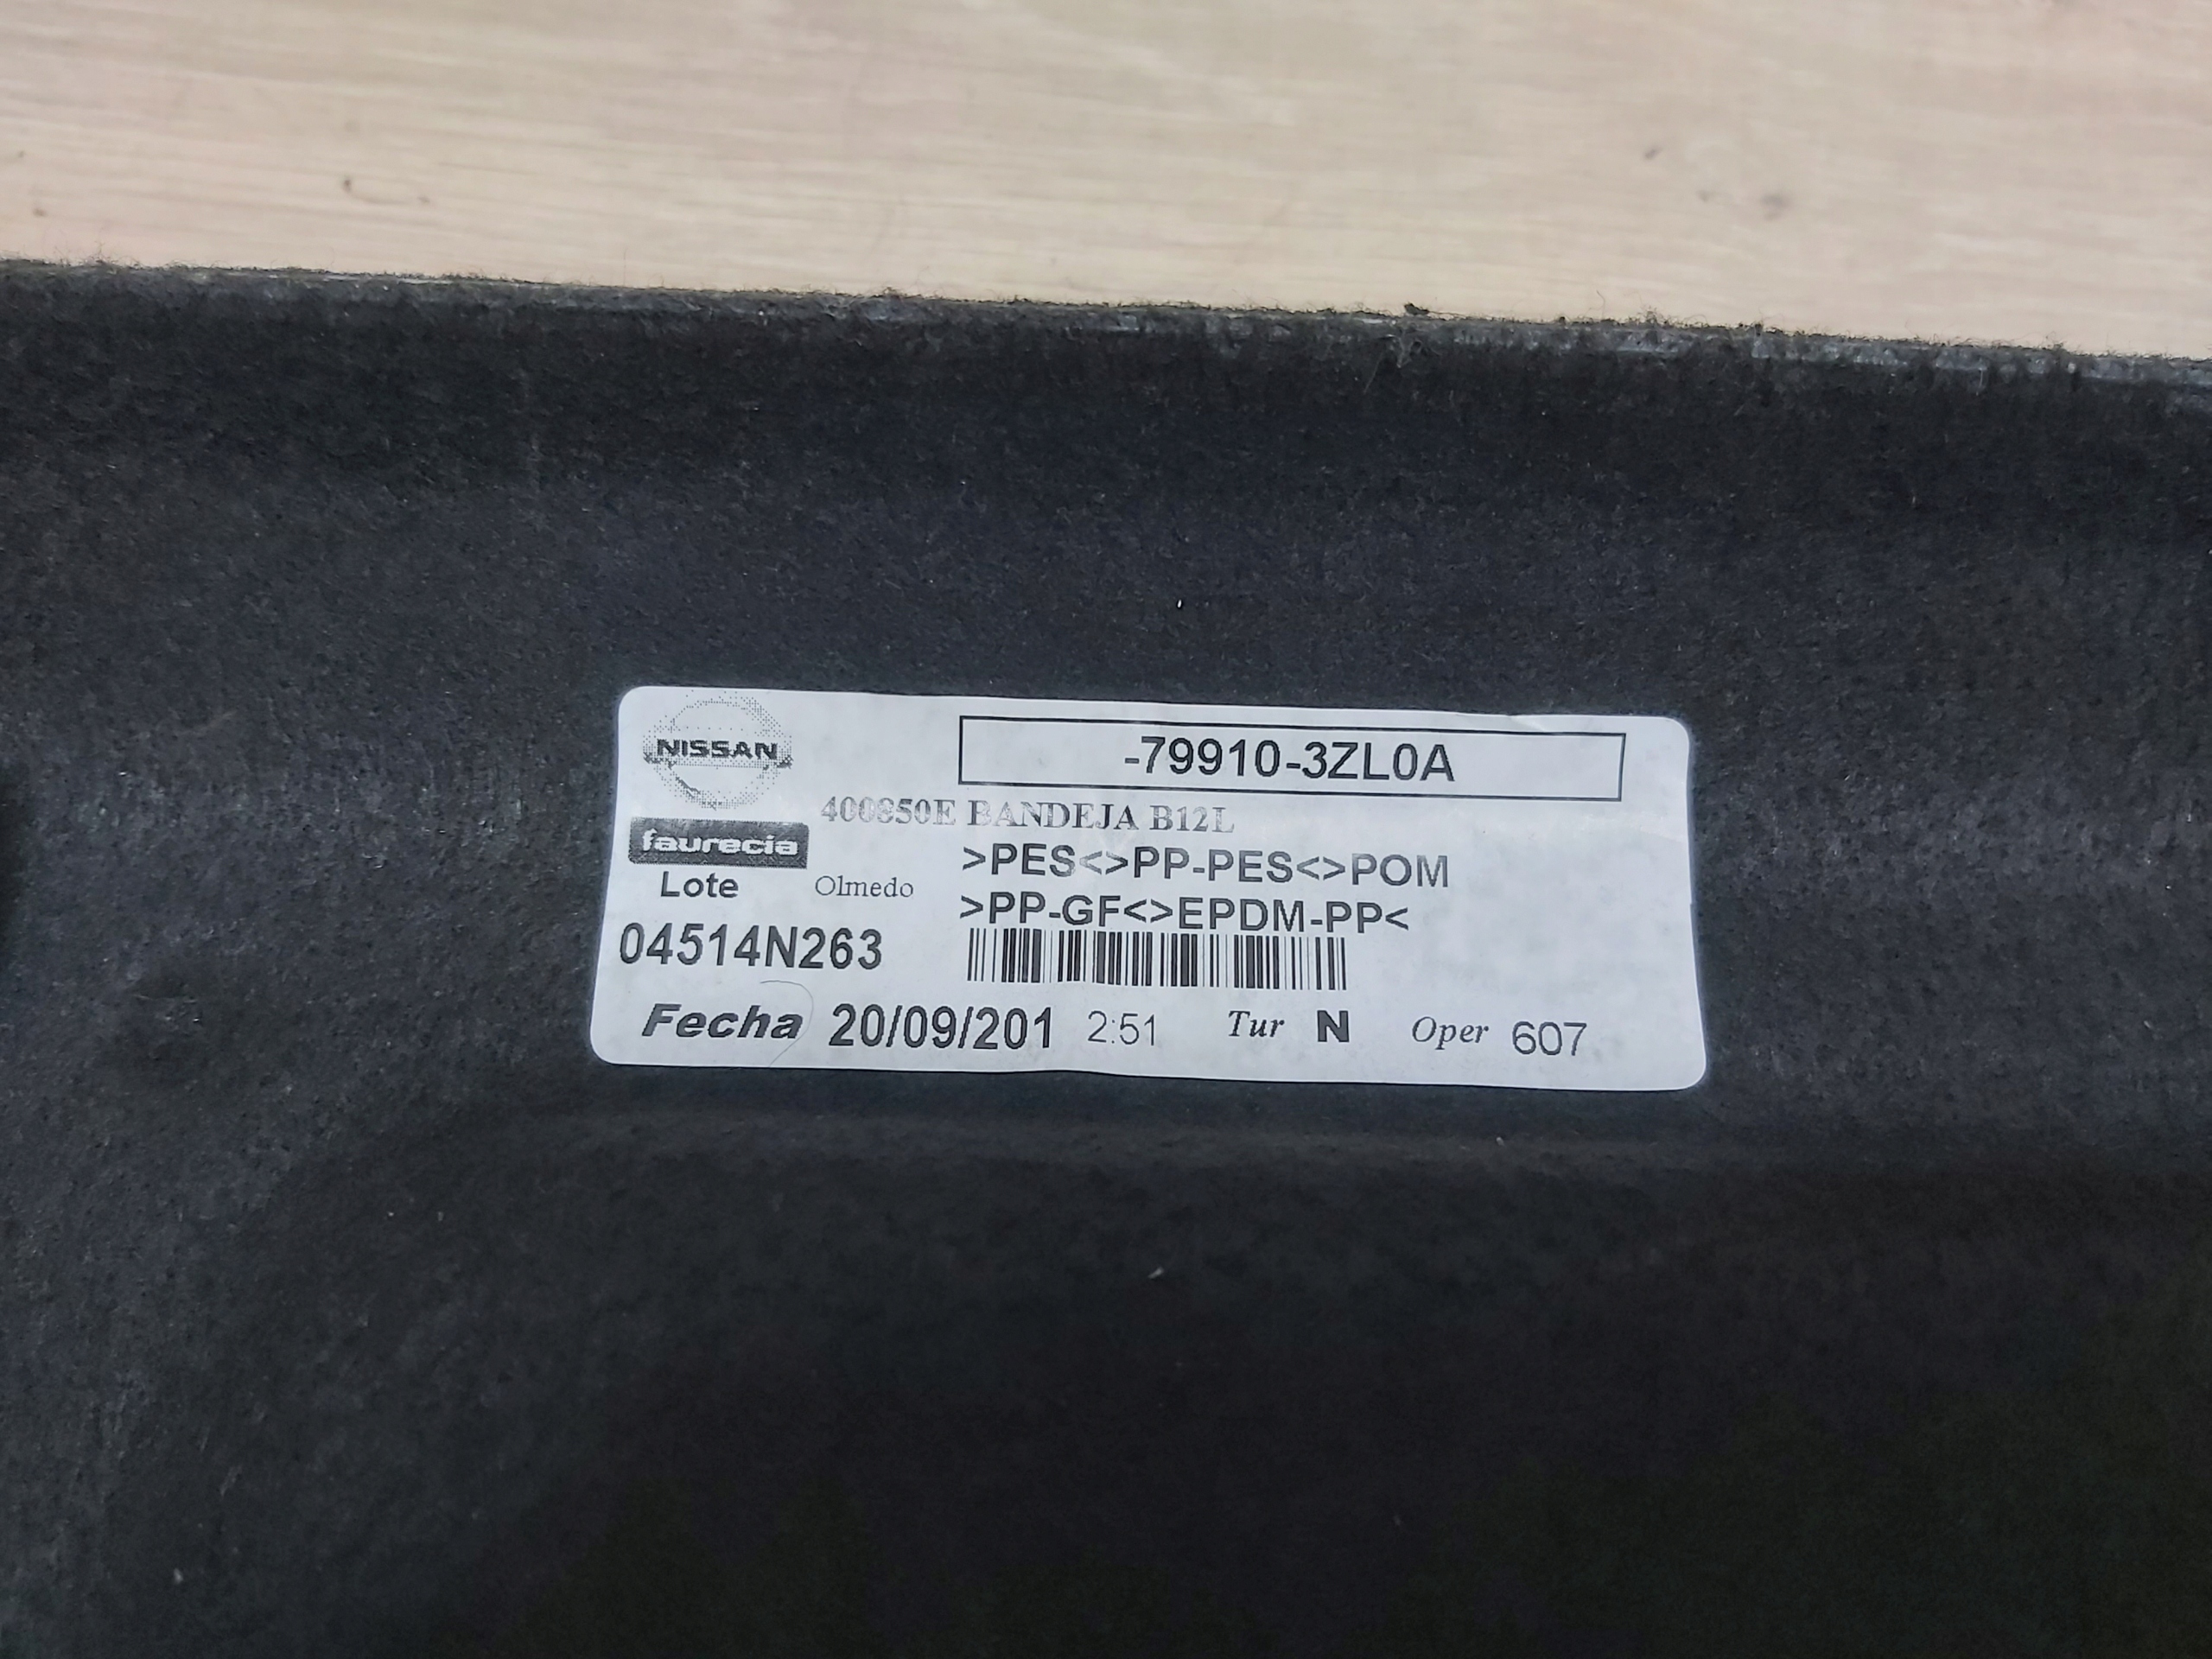 NISSAN
-79910-3ZL0A
400850E BANDEJA B12L
faurecia
>PES<>PP-PES<>POM
Lote
Olmedo
>PP-GF<>EPDM-PP<
04514N263
Fecha 20/09/201 2:51 Tur N Oper 607